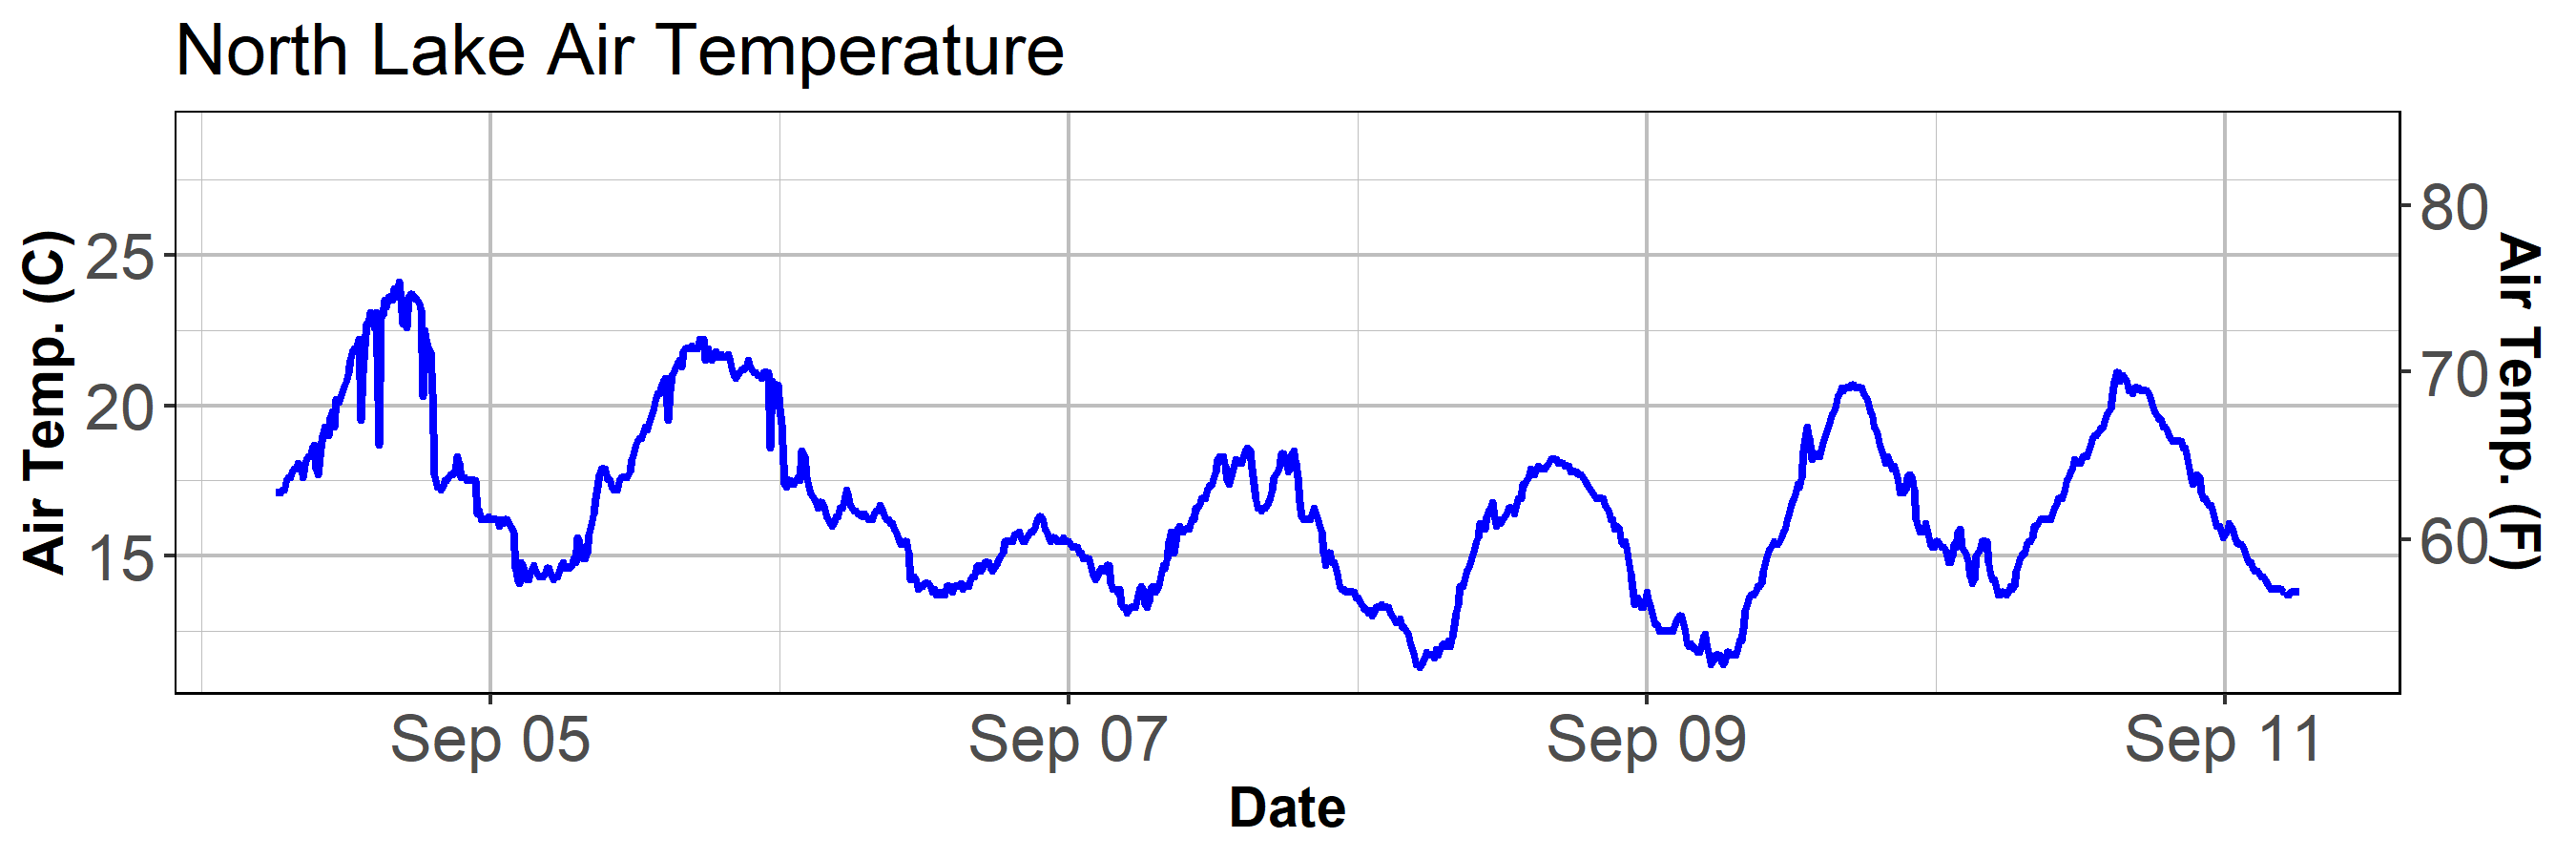 North Lake Air Temperature
Air Temp. (C)
25
20
15
80
70
60
Air Temp. (F)
Sep 05
Sep 07
Sep 09
Sep 11
Date